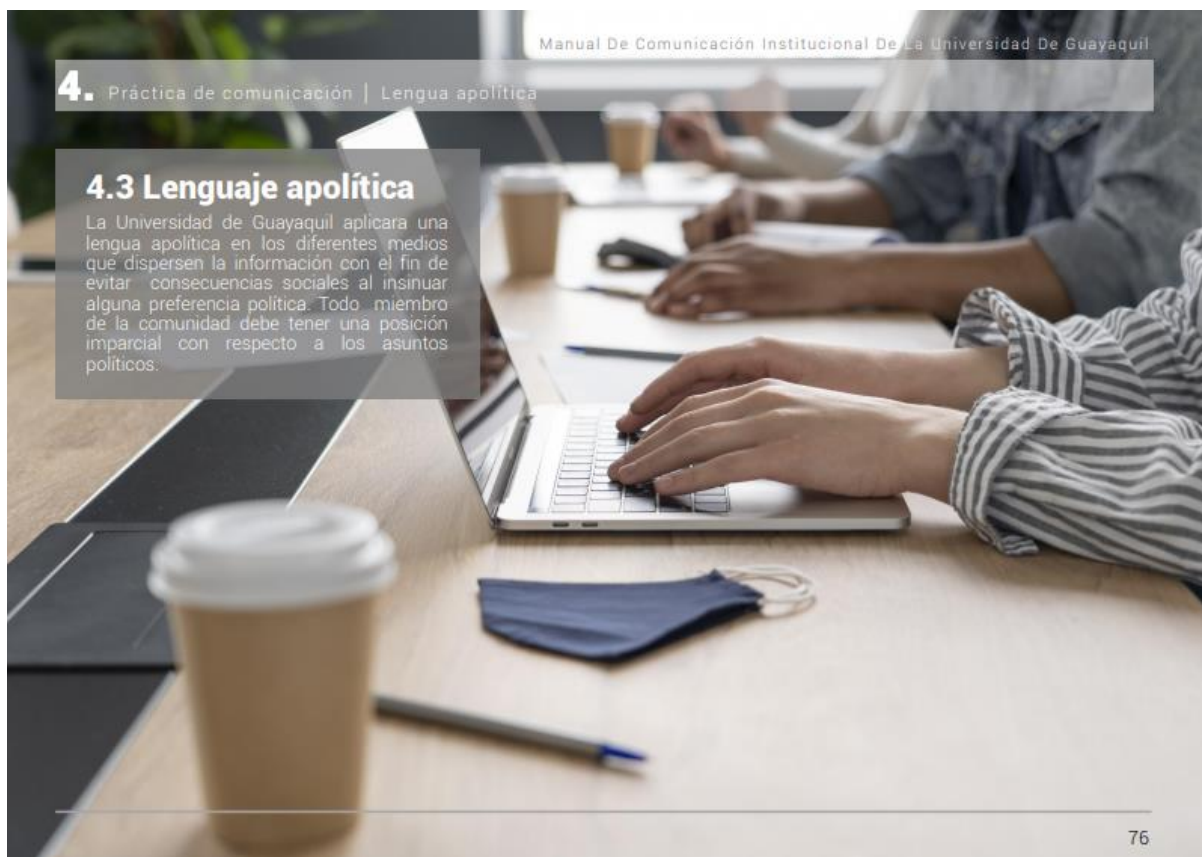 Manual De Comunicación Institucional De La Universidad De Guayaquil
4. Práctica de comunicación | Lengua apolítica
4.3 Lenguaje apolítica
La Universidad de Guayaquil aplicara una
lengua apolítica en los diferentes medios
que dispersen la información con el fin de
evitar consecuencias sociales al insinuar
alguna preferencia política. Todo miembro
de la comunidad debe tener una posición
imparcial con respecto a los asuntos
políticos.
76